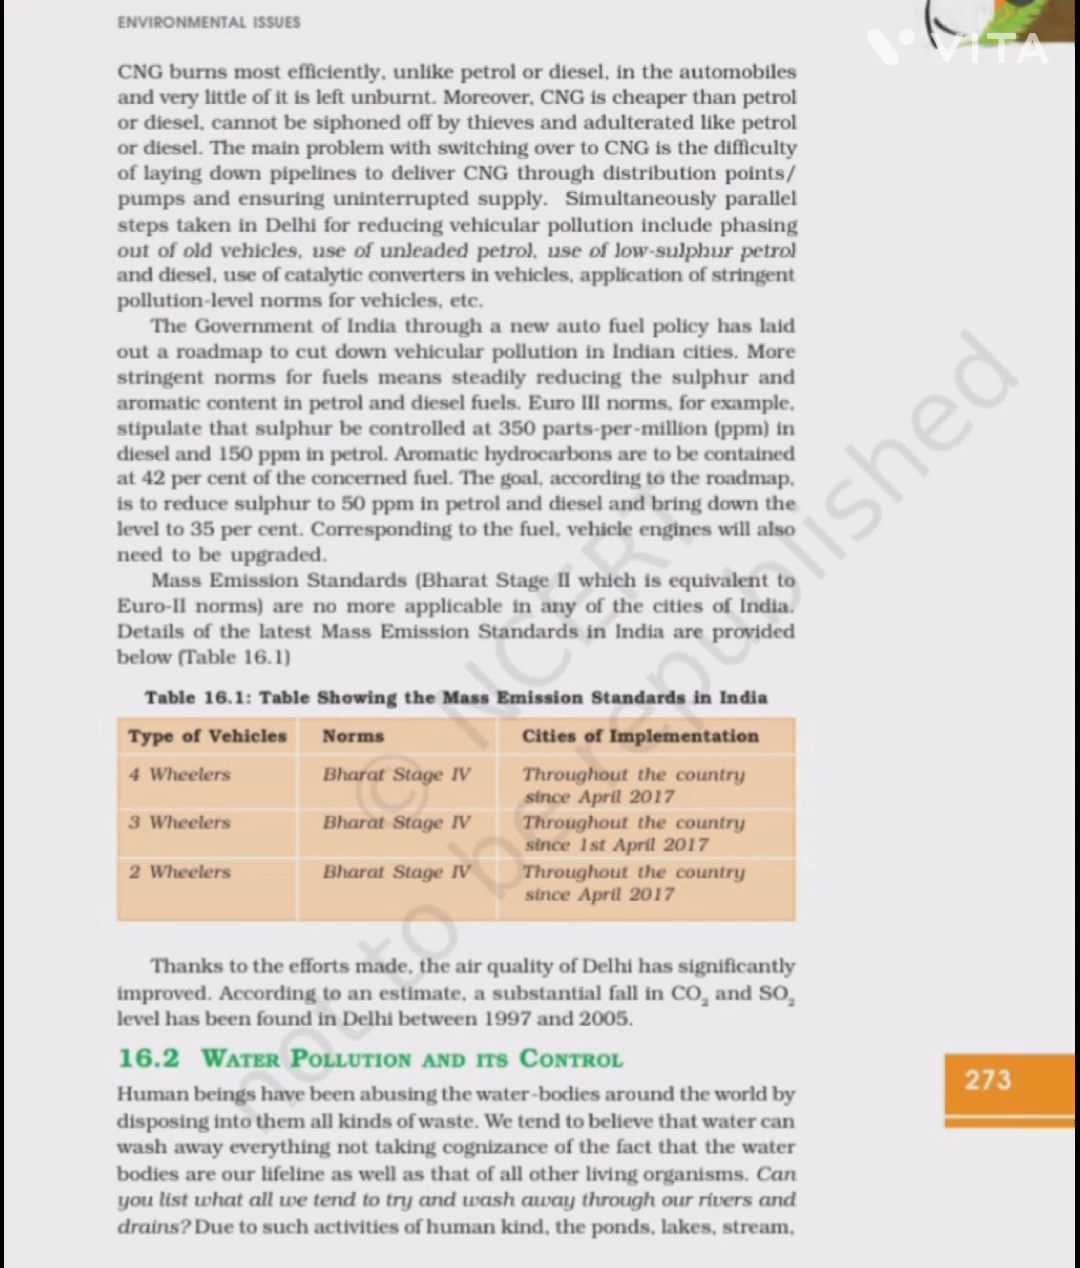 ENVIRONMENTAL ISSUES
VITA
CNG burns most efficiently, unlike petrol or diesel, in the automobiles
and very little of it is left unburnt. Moreover, CNG is cheaper than petrol
or diesel, cannot be siphoned off by thieves and adulterated like petrol
or diesel. The main problem with switching over to CNG is the difficulty
of laying down pipelines to deliver CNG through distribution points/
pumps and ensuring uninterrupted supply. Simultaneously parallel
steps taken in Delhi for reducing vehicular pollution include phasing
out of old vehicles, use of unleaded petrol, use of low-sulphur petrol
and diesel, use of catalytic converters in vehicles, application of stringent
pollution-level norms for vehicles, etc.
The Government of India through a new auto fuel policy has laid
out a roadmap to cut down vehicular pollution in Indian cities. More
stringent norms for fuels means steadily reducing the sulphur and
aromatic content in petrol and diesel fuels. Euro III norms, for example,
stipulate that sulphur be controlled at 350 parts-per-million (ppm) in
diesel and 150 ppm in petrol. Aromatic hydrocarbons are to be contained
at 42 per cent of the concerned fuel. The goal, according to the roadmap,
is to reduce sulphur to 50 ppm in petrol and diesel and bring down the
level to 35 per cent. Corresponding to the fuel, vehicle engines will also
need to be upgraded.
Mass Emission Standards (Bharat Stage II which is equivalent to
Euro-II norms) are no more applicable in any of the cities of India.
Details of the latest Mass Emission Standards in India are provided
below (Table 16.1)
Table 16.1: Table Showing the Mass Emission Standards in India
Type of Vehicles Norms Cities of Implementation
4 Wheelers Bharat Stage IV Throughout the country
since April 2017
3 Wheelers Bharat Stage IV Throughout the country
since 1st April 2017
2 Wheelers Bharat Stage IV Throughout the country
since April 2017
Thanks to the efforts made, the air quality of Delhi has significantly
improved. According to an estimate, a substantial fall in CO₂ and SO₂
level has been found in Delhi between 1997 and 2005.
16.2 WATER POLLUTION AND ITS CONTROL
273
Human beings have been abusing the water-bodies around the world by
disposing into them all kinds of waste. We tend to believe that water can
wash away everything not taking cognizance of the fact that the water
bodies are our lifeline as well as that of all other living organisms. Can
you list what all we tend to try and wash away through our rivers and
drains? Due to such activities of human kind, the ponds, lakes, stream,
© NCERT
not to be republished